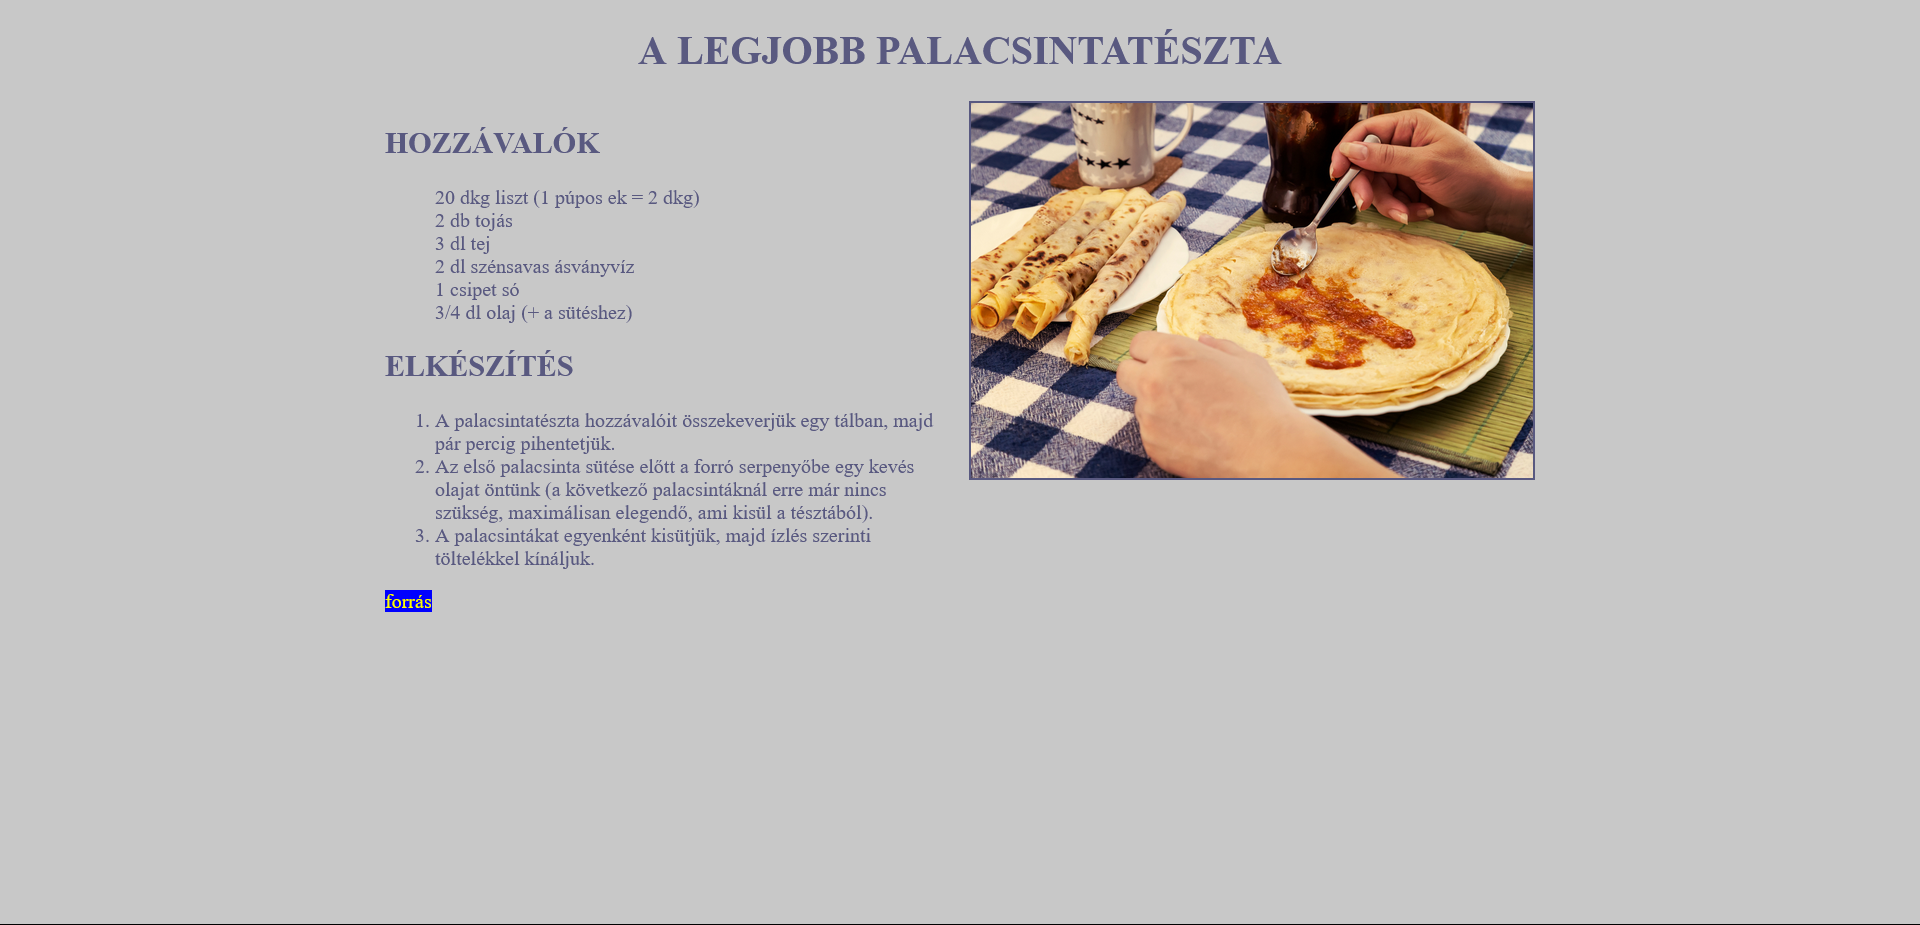 A LEGJOBB PALACSINTATÉSZTA
HOZZÁVALÓK
20 dkg liszt (1 púpos ek = 2 dkg)
2 db tojás
3 dl tej
2 dl szénsavas ásványvíz
1 csipet só
3/4 dl olaj (+ a sütéshez)
ELKÉSZÍTÉS
1. A palacsintatészta hozzávalóit összekeverjük egy tálban, majd
pár percig pihentetjük.
2. Az első palacsinta sütése előtt a forró serpenyőbe egy kevés
olajat öntünk (a következő palacsintáknál erre már nincs
szükség, maximálisan elegendő, ami kisül a tésztából).
3. A palacsintákat egyenként kisütjük, majd ízlés szerinti
töltelékkel kínáljuk.
forrás